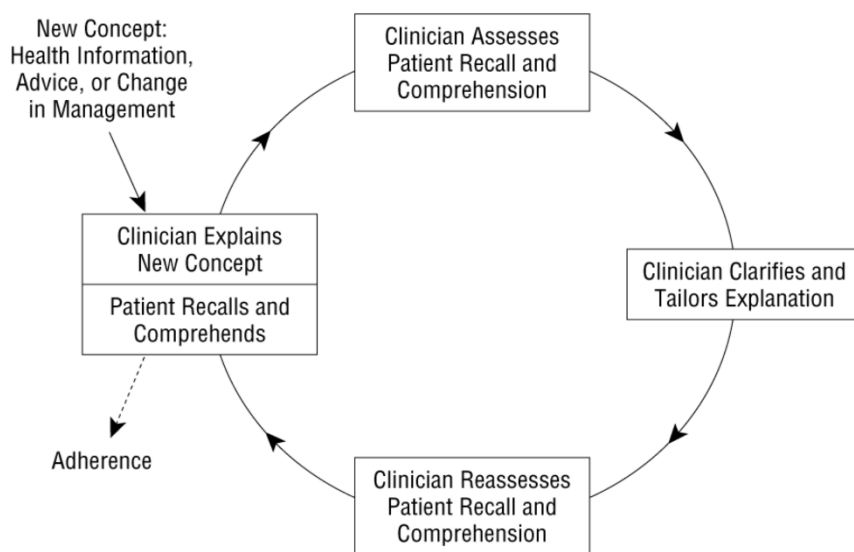 New Concept:
Health Information,
Advice, or Change
in Management
Clinician Assesses
Patient Recall and
Comprehension
Clinician Explains
New Concept
Patient Recalls and
Comprehends
Clinician Clarifies and
Tailors Explanation
Adherence
Clinician Reassesses
Patient Recall and
Comprehension